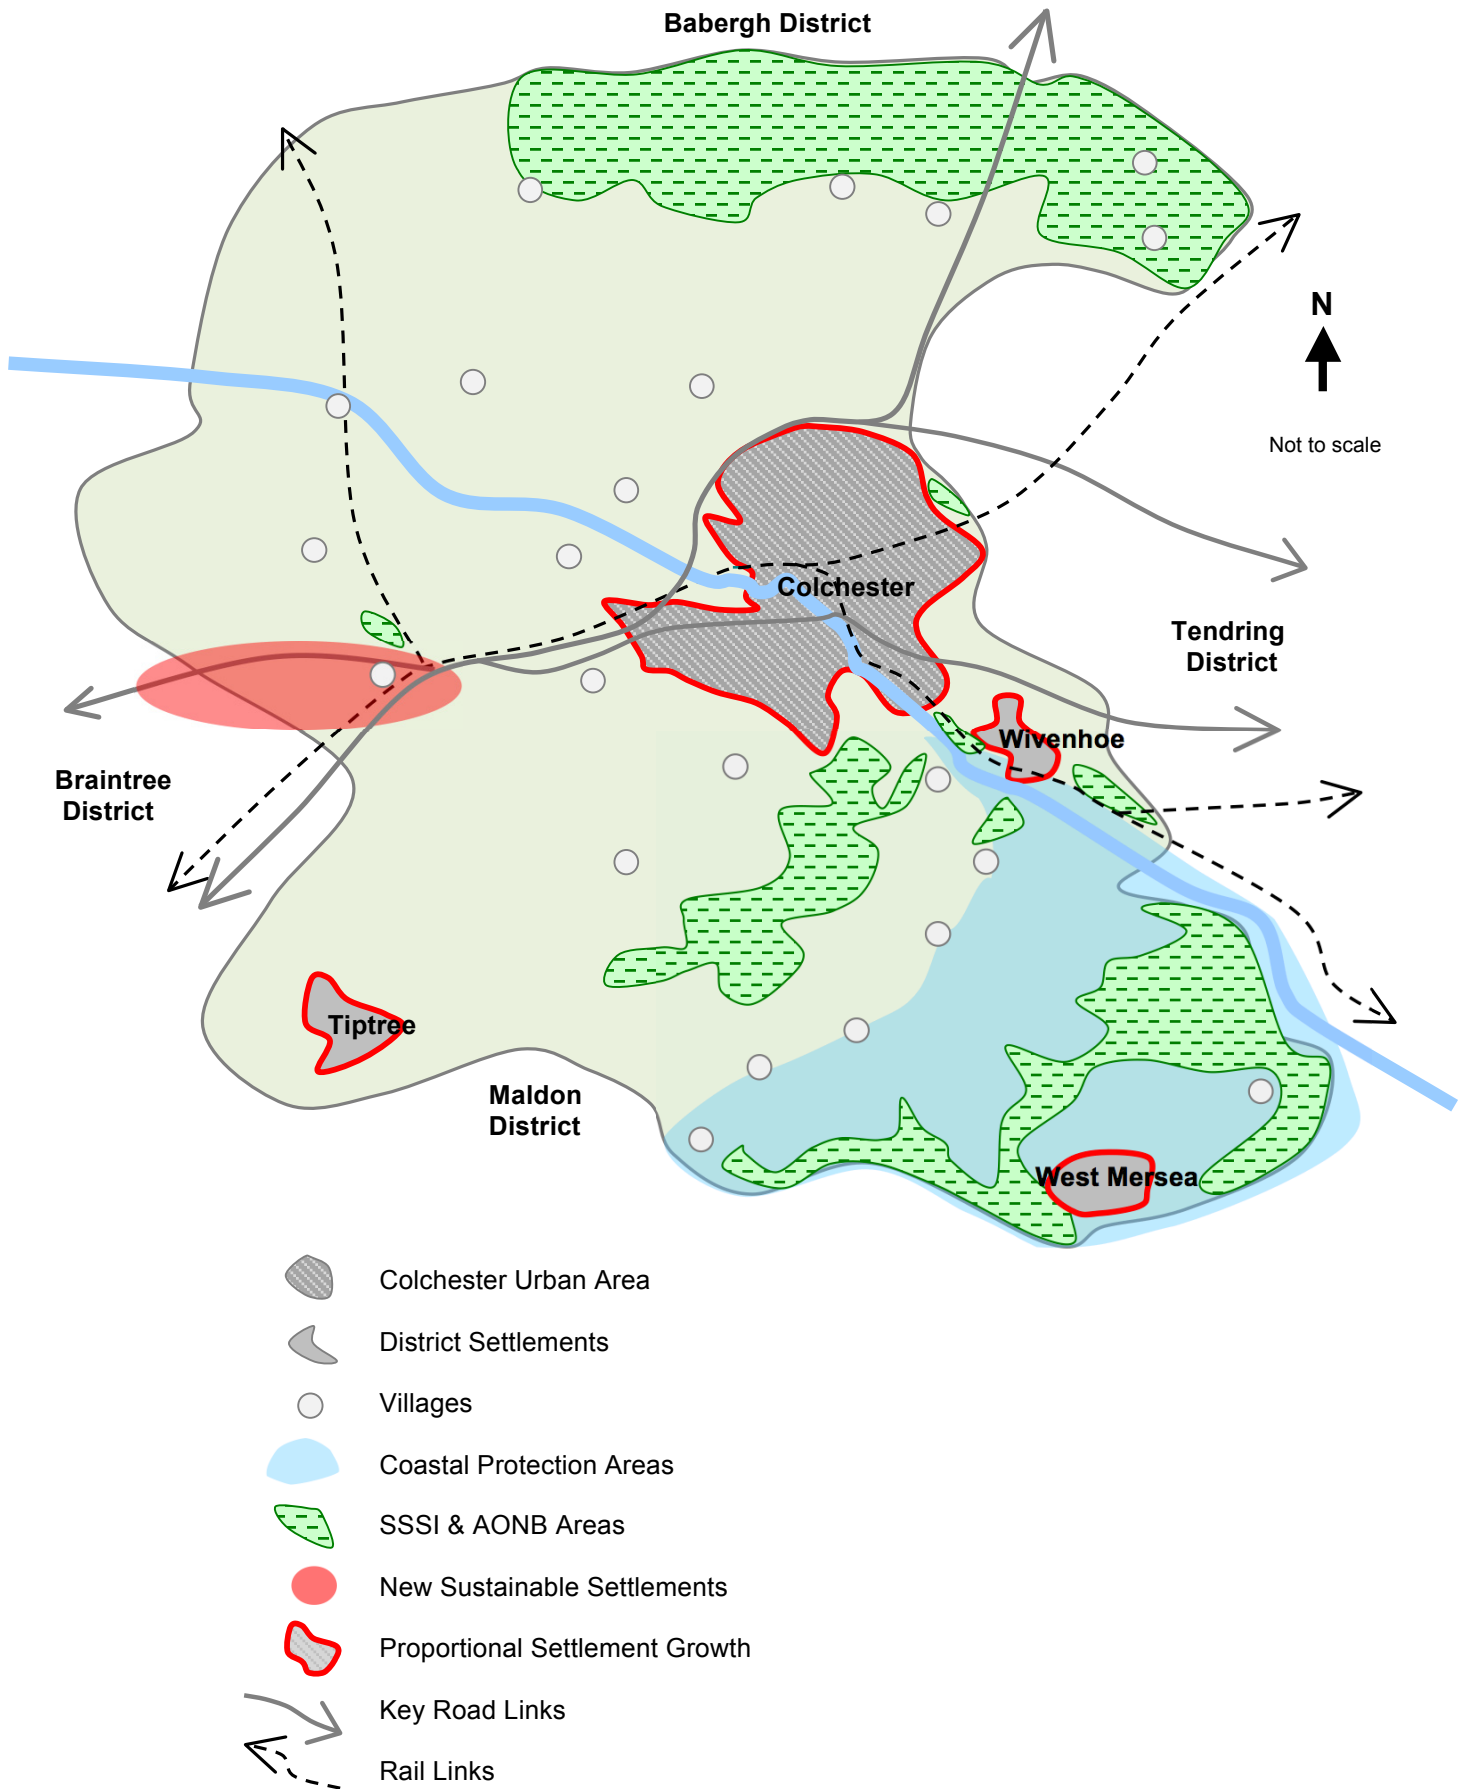 Babergh District
N
Not to scale
Colchester
Tendring
District
Wivenhoe
Braintree
District
Tiptree
Maldon
District
West Mersea
Colchester Urban Area
District Settlements
Villages
Coastal Protection Areas
SSSI & AONB Areas
New Sustainable Settlements
Proportional Settlement Growth
Key Road Links
Rail Links